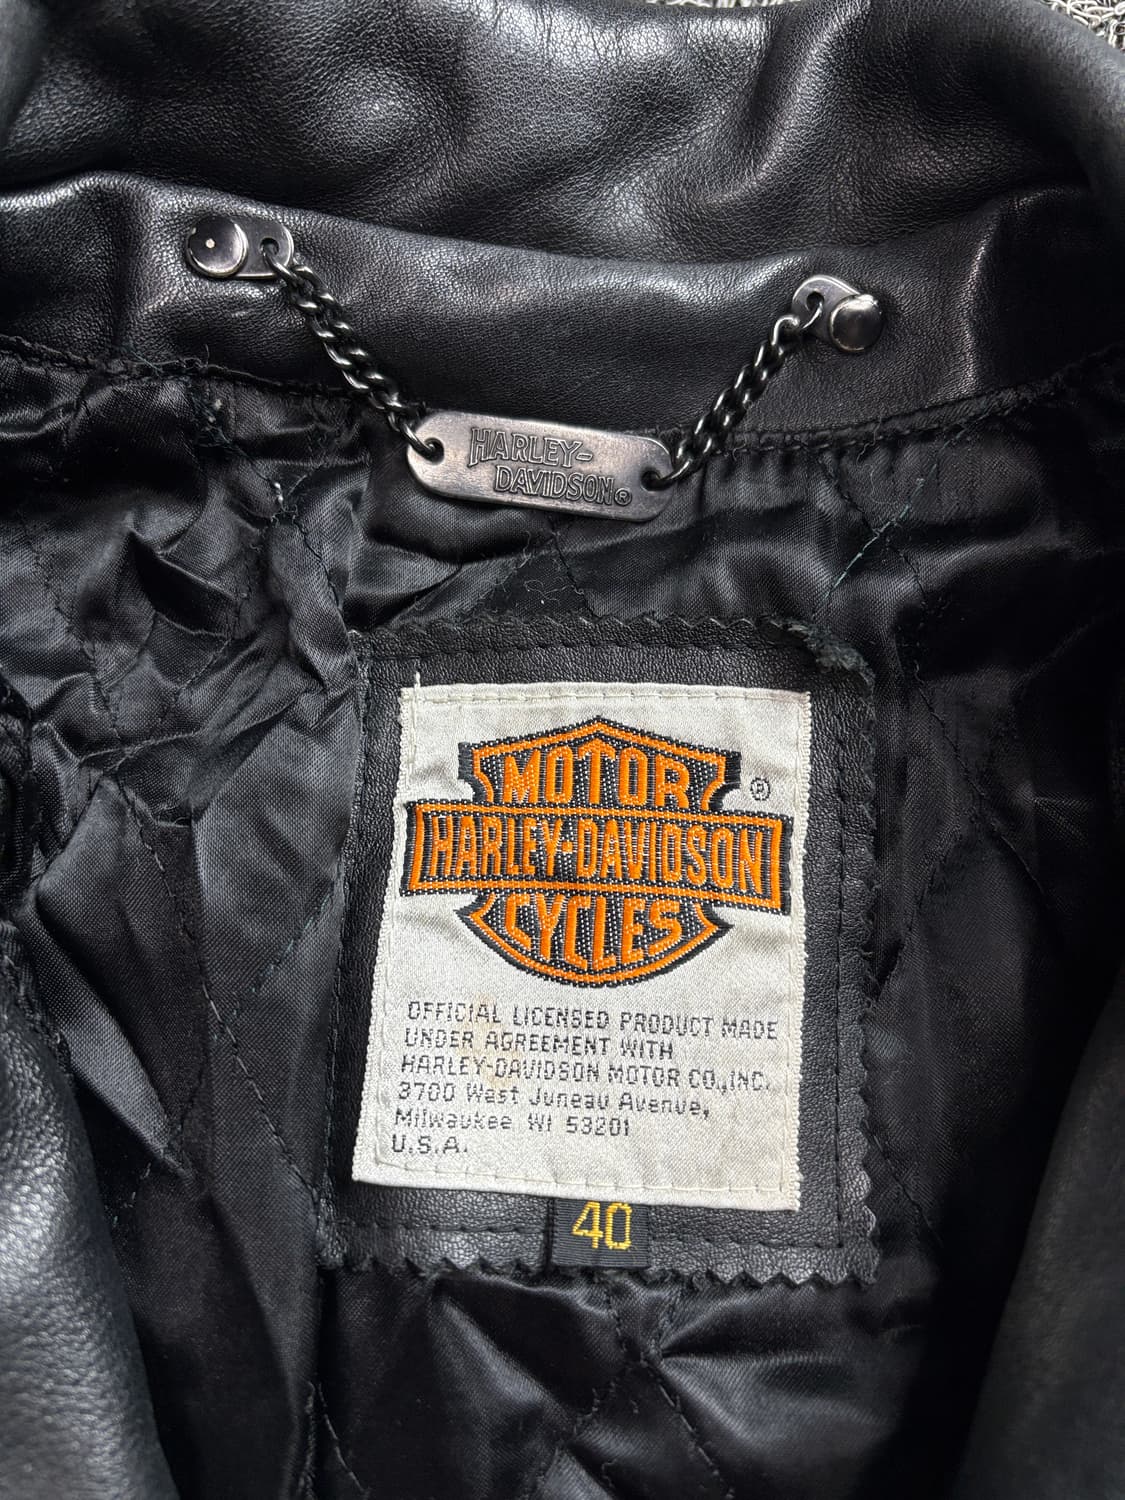 HARLEY-
DAVIDSON®
MOTOR
®
HARLEY-DAVIDSON
CYCLES
OFFICIAL LICENSED PRODUCT MADE
UNDER AGREEMENT WITH
HARLEY-DAVIDSON MOTOR CO.,INC.
3700 West Juneau Avenue,
Milwaukee WI 53201
U.S.A.
40